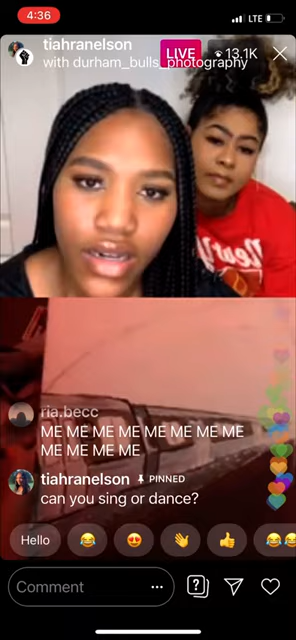 4:36
LTE
tiahranelson
LIVE
13.1K
with durham_bulls_photography
ria.becc
ME ME ME ME ME ME ME ME
ME ME ME ME
tiahranelson PINNED
can you sing or dance?
Hello
Comment